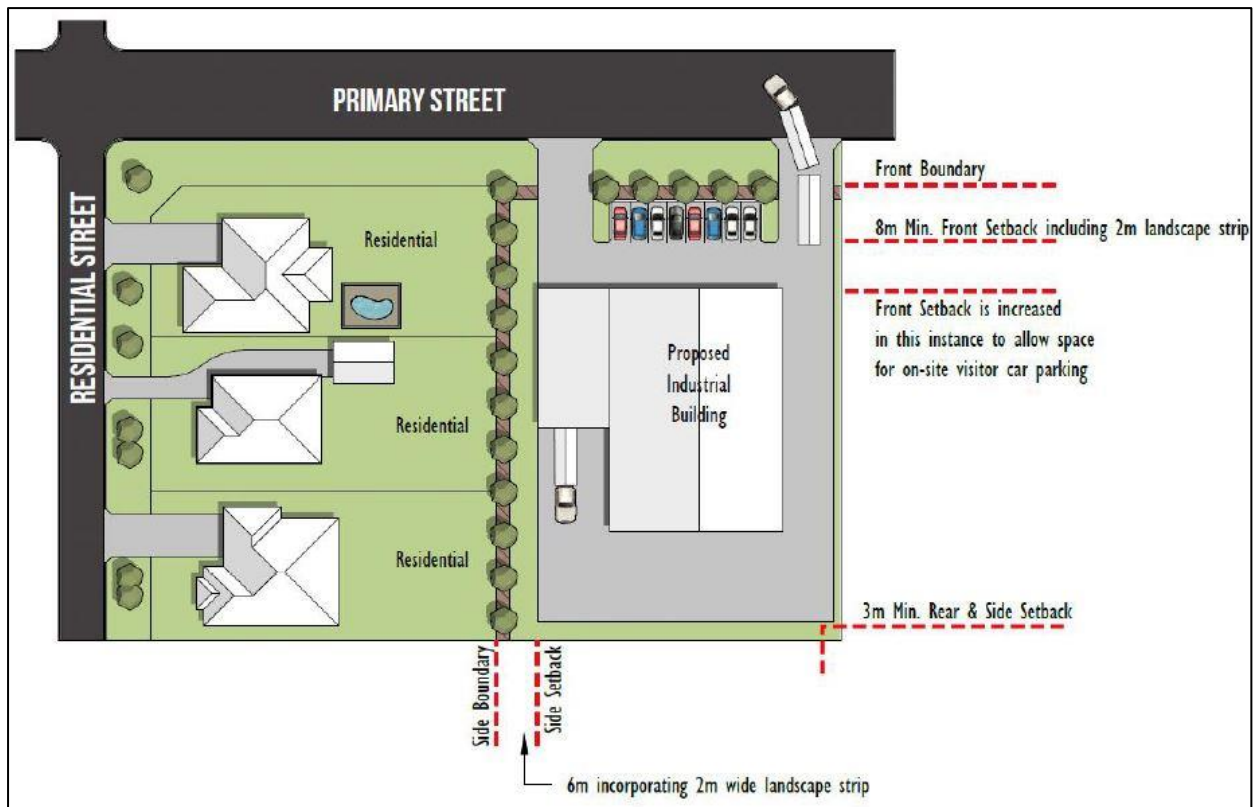 PRIMARY STREET
RESIDENTIAL STREET
Front Boundary
8m Min. Front Setback including 2m landscape strip
Front Setback is increased
in this instance to allow space
for on-site visitor car parking
Residential
Proposed
Industrial
Building
Residential
Residential
3m Min. Rear & Side Setback
Side Boundary
Side Setback
6m incorporating 2m wide landscape strip